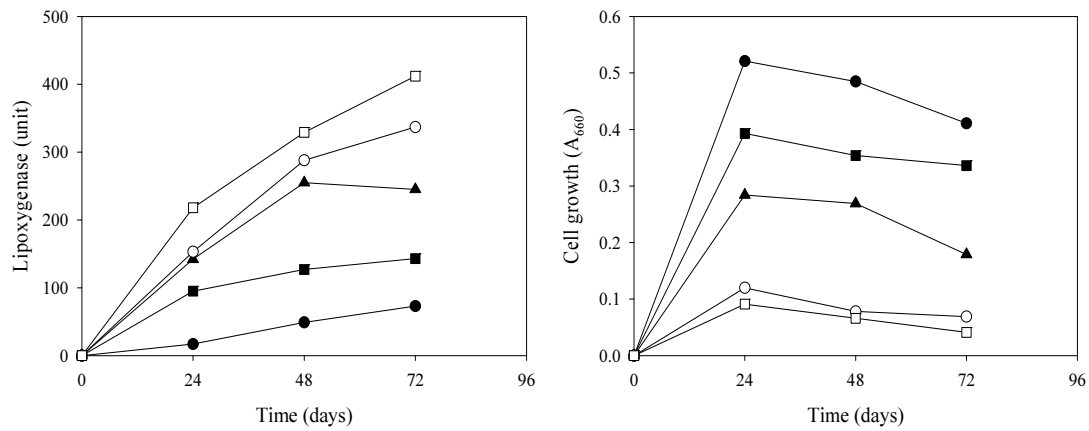 500
400
300
200
100
0
0 24 48 72 96
Time (days)
Lipoxygenase (unit)
0.6
0.5
0.4
0.3
0.2
0.1
0.0
0 24 48 72 96
Time (days)
Cell growth (A660)